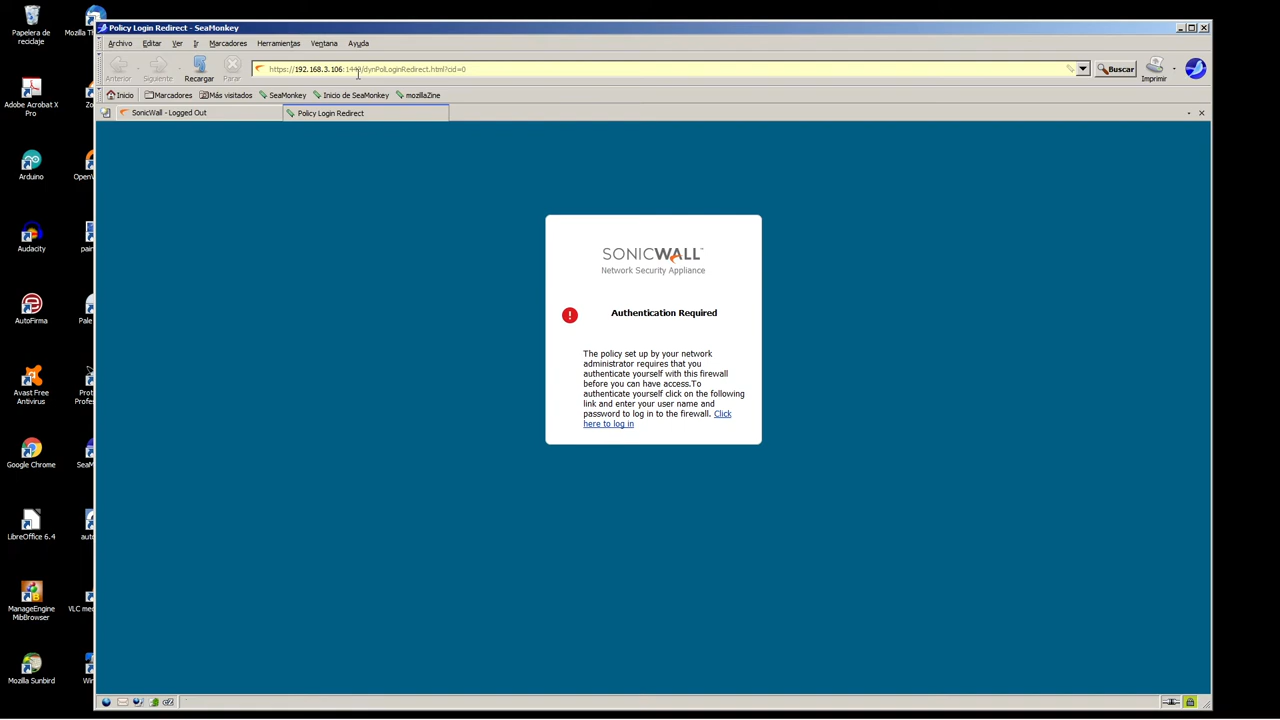 Policy Login Redirect - SeaMonkey
Archivo Editar Ver Ir Marcadores Herramientas Ventana Ayuda
Anterior Siguiente Recargar Parar
Buscar
Imprimir
Inicio Marcadores Más visitados SeaMonkey Inicio de SeaMonkey mozillaZine
SonicWall - Logged Out
Policy Login Redirect
SONICWALL
Network Security Appliance
Authentication Required
The policy set up by your network
administrator requires that you
authenticate yourself with this firewall
before you can have access.To
authenticate yourself click on the following
link and enter your user name and
password to log in to the firewall. Click
here to log in
Papelera de
reciclaje
Mozilla Th
Adobe Acrobat X
Pro
Arduino
Audacity
AutoFirma
Pale
Avast Free
Antivirus
Google Chrome
LibreOffice 6.4
VLC med
ManageEngine
MibBrowser
Mozilla Sunbird